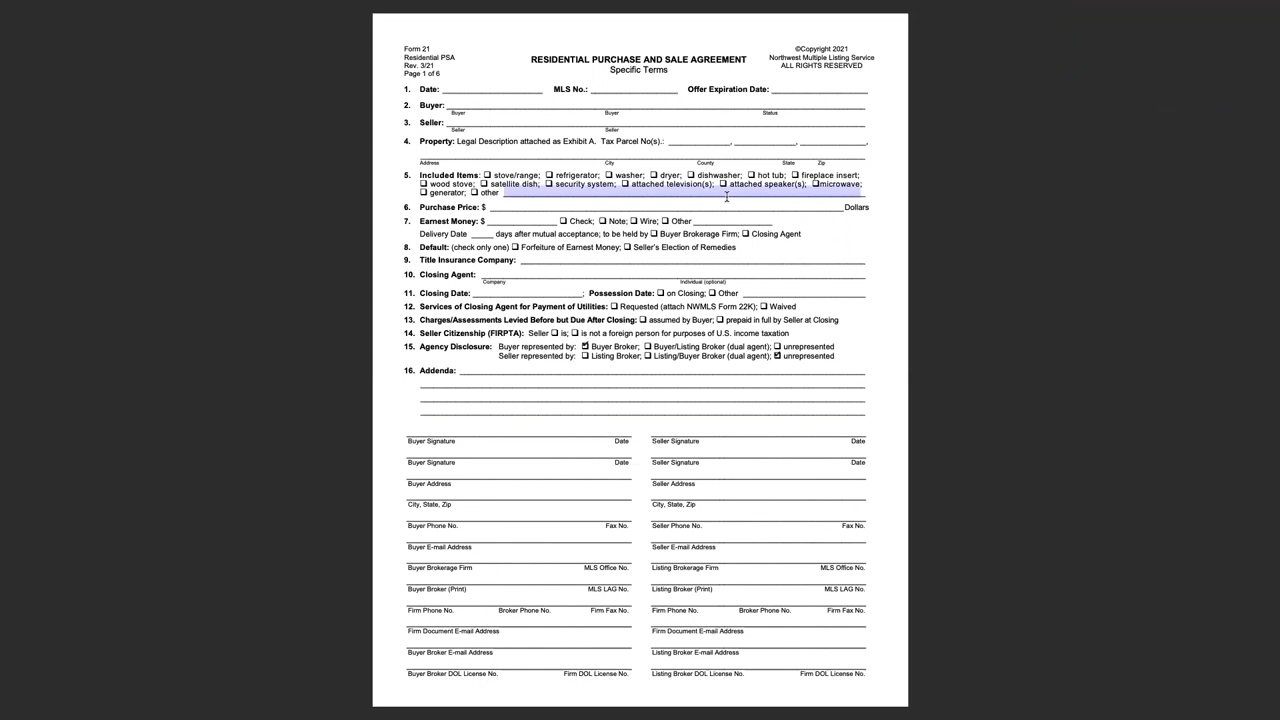 Form 21
Residential PSA
Rev. 3/21
Page 1 of 6
RESIDENTIAL PURCHASE AND SALE AGREEMENT
Specific Terms
©Copyright 2021
Northwest Multiple Listing Service
ALL RIGHTS RESERVED
1. Date: MLS No.: Offer Expiration Date:
2. Buyer:
Buyer Buyer Status
3. Seller:
Seller Seller
4. Property: Legal Description attached as Exhibit A. Tax Parcel No(s).: , , ,
Address City County State Zip
5. Included Items: ❑ stove/range; ❑ refrigerator; ❑ washer; ❑ dryer; ❑ dishwasher; ❑ hot tub; ❑ fireplace insert;
❑ wood stove; ❑ satellite dish; ❑ security system; ❑ attached television(s); ❑ attached speaker(s); ❑microwave;
❑ generator; ❑ other
6. Purchase Price: $ Dollars
7. Earnest Money: $ ❑ Check; ❑ Note; ❑ Wire; ❑ Other
Delivery Date days after mutual acceptance; to be held by ❑ Buyer Brokerage Firm; ❑ Closing Agent
8. Default: (check only one) ❑ Forfeiture of Earnest Money; ❑ Seller's Election of Remedies
9. Title Insurance Company:
10. Closing Agent:
Company Individual (optional)
11. Closing Date: ; Possession Date: ❑ on Closing; ❑ Other
12. Services of Closing Agent for Payment of Utilities: ❑ Requested (attach NWMLS Form 22K); ❑ Waived
13. Charges/Assessments Levied Before but Due After Closing: ❑ assumed by Buyer; ❑ prepaid in full by Seller at Closing
14. Seller Citizenship (FIRPTA): Seller ❑ is; ❑ is not a foreign person for purposes of U.S. income taxation
15. Agency Disclosure: Buyer represented by: ☑ Buyer Broker; ❑ Buyer/Listing Broker (dual agent); ❑ unrepresented
Seller represented by: ❑ Listing Broker; ❑ Listing/Buyer Broker (dual agent); ☑ unrepresented
16. Addenda:
Buyer Signature Date Seller Signature Date
Buyer Signature Date Seller Signature Date
Buyer Address Seller Address
City, State, Zip City, State, Zip
Buyer Phone No. Fax No. Seller Phone No. Fax No.
Buyer E-mail Address Seller E-mail Address
Buyer Brokerage Firm MLS Office No. Listing Brokerage Firm MLS Office No.
Buyer Broker (Print) MLS LAG No. Listing Broker (Print) MLS LAG No.
Firm Phone No. Broker Phone No. Firm Fax No. Firm Phone No. Broker Phone No. Firm Fax No.
Firm Document E-mail Address Firm Document E-mail Address
Buyer Broker E-mail Address Listing Broker E-mail Address
Buyer Broker DOL License No. Firm DOL License No. Listing Broker DOL License No. Firm DOL License No.